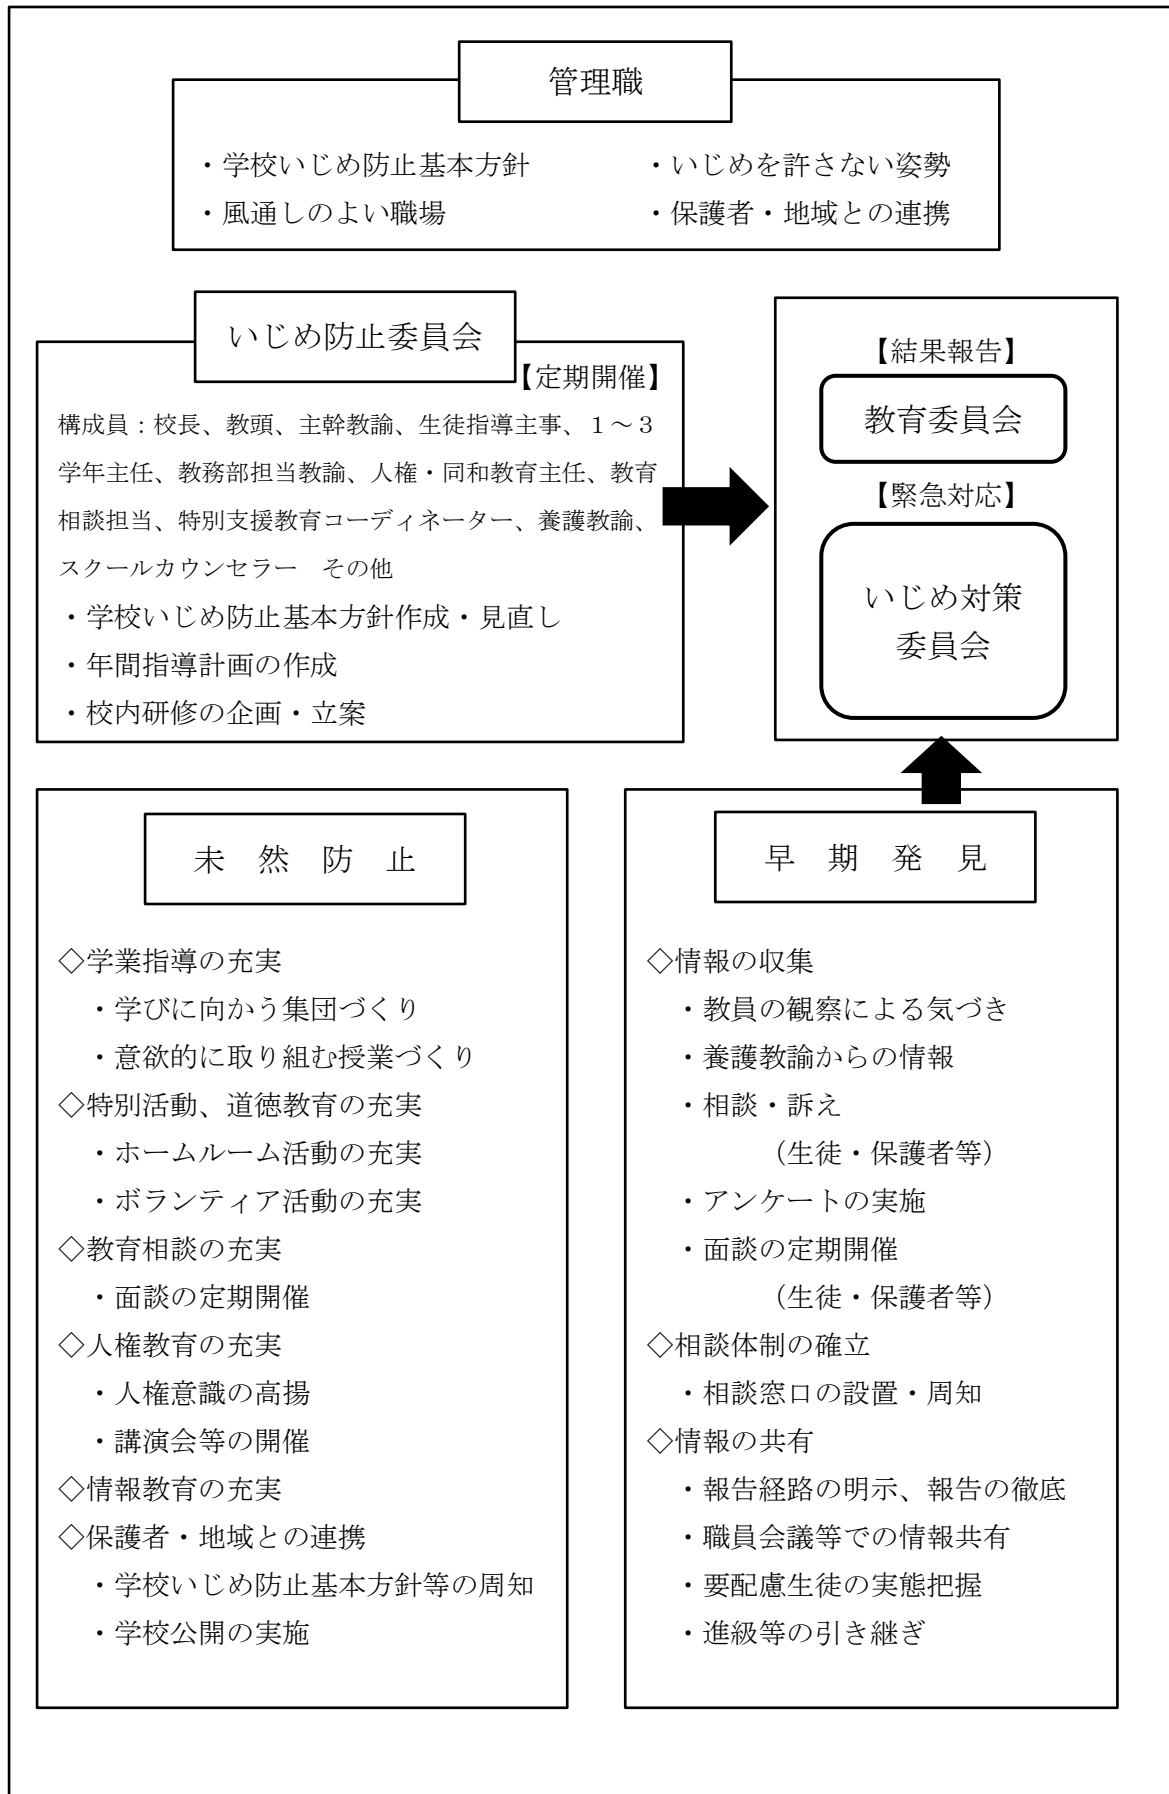 管理職
・学校いじめ防止基本方針
・いじめを許さない姿勢
・風通しのよい職場
・保護者・地域との連携
いじめ防止委員会
【定期開催】
構成員：校長、教頭、主幹教諭、生徒指導主事、１～３
学年主任、教務部担当教諭、人権・同和教育主任、教育
相談担当、特別支援教育コーディネーター、養護教諭、
スクールカウンセラー　その他
・学校いじめ防止基本方針作成・見直し
・年間指導計画の作成
・校内研修の企画・立案
【結果報告】
教育委員会
【緊急対応】
いじめ対策
委員会
未　然　防　止
◇学業指導の充実
・学びに向かう集団づくり
・意欲的に取り組む授業づくり
◇特別活動、道徳教育の充実
・ホームルーム活動の充実
・ボランティア活動の充実
◇教育相談の充実
・面談の定期開催
◇人権教育の充実
・人権意識の高揚
・講演会等の開催
◇情報教育の充実
◇保護者・地域との連携
・学校いじめ防止基本方針等の周知
・学校公開の実施
早　期　発　見
◇情報の収集
・教員の観察による気づき
・養護教諭からの情報
・相談・訴え
（生徒・保護者等）
・アンケートの実施
・面談の定期開催
（生徒・保護者等）
◇相談体制の確立
・相談窓口の設置・周知
◇情報の共有
・報告経路の明示、報告の徹底
・職員会議等での情報共有
・要配慮生徒の実態把握
・進級等の引き継ぎ